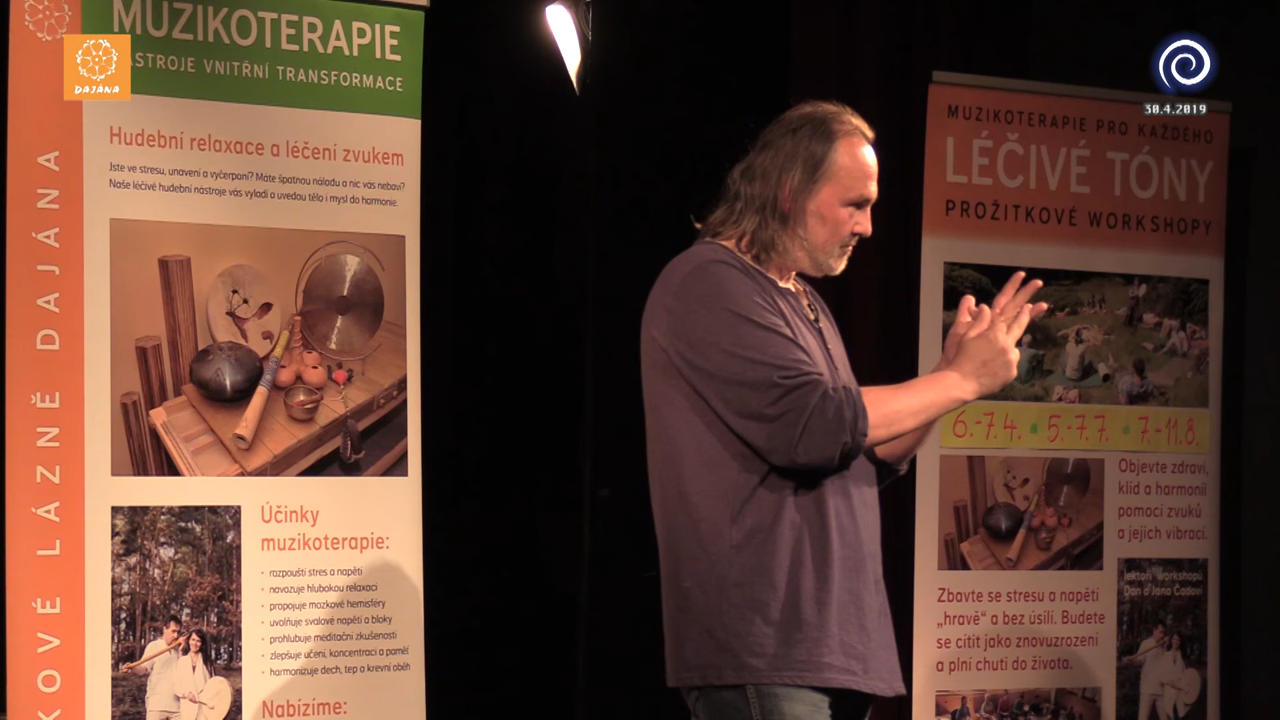 MUZIKOTERAPIE
NÁSTROJE VNITŘNÍ TRANSFORMACE
DAJÁNA
Hudební relaxace a léčení zvukem
Jste ve stresu, unavení a vyčerpaní? Máte špatnou náladu a nic vás nebaví?
Naše léčivé hudební nástroje vás vyladí a uvedou tělo i mysl do harmonie.
KOVÉ LÁZNĚ DAJÁNA
Účinky
muzikoterapie:
• rozpouští stres a napětí
• navozuje hlubokou relaxaci
• propojuje mozkové hemisféry
• uvolňuje svalové napětí a bloky
• prohlubuje meditační zkušenosti
• zlepšuje učení, koncentraci a paměť
• harmonizuje dech, tep a krevní oběh
Nabízíme:
30.4.2019
MUZIKOTERAPIE PRO KAŽDÉHO
LÉČIVÉ TÓNY
PROŽITKOVÉ WORKSHOPY
6.-7.4. • 5.-7.7. • 7.-11.8.
Objevte zdraví,
klid a harmonii
pomocí zvuků
a jejich vibrací.
Zbavte se stresu a napětí
„hravě“ a bez úsilí. Budete
se cítit jako znovuzrození
a plní chuti do života.
lektoři workshopů
Dan a Jana Čadovi